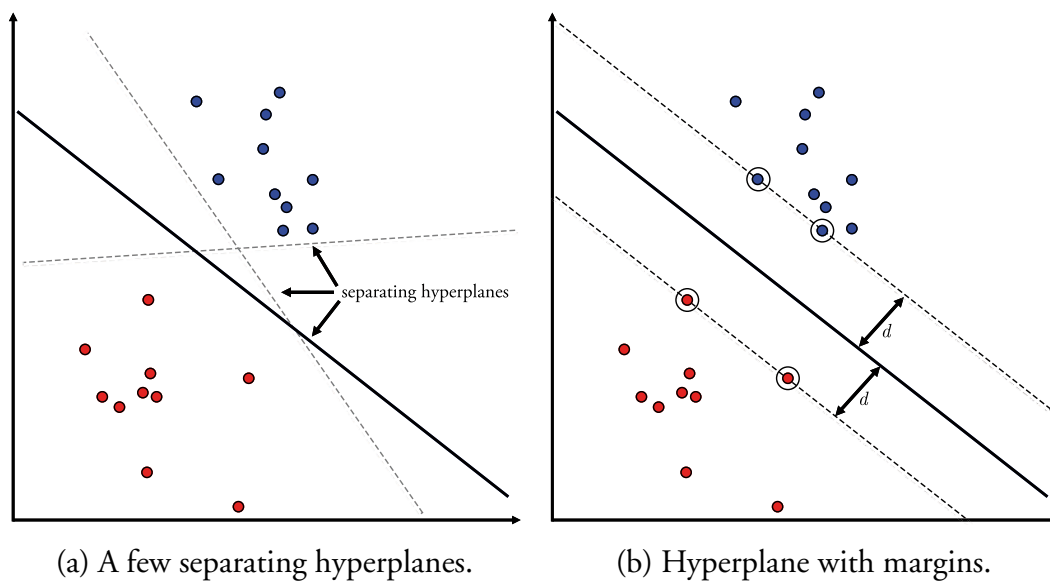 separating hyperplanes
d
d
(a) A few separating hyperplanes.
(b) Hyperplane with margins.